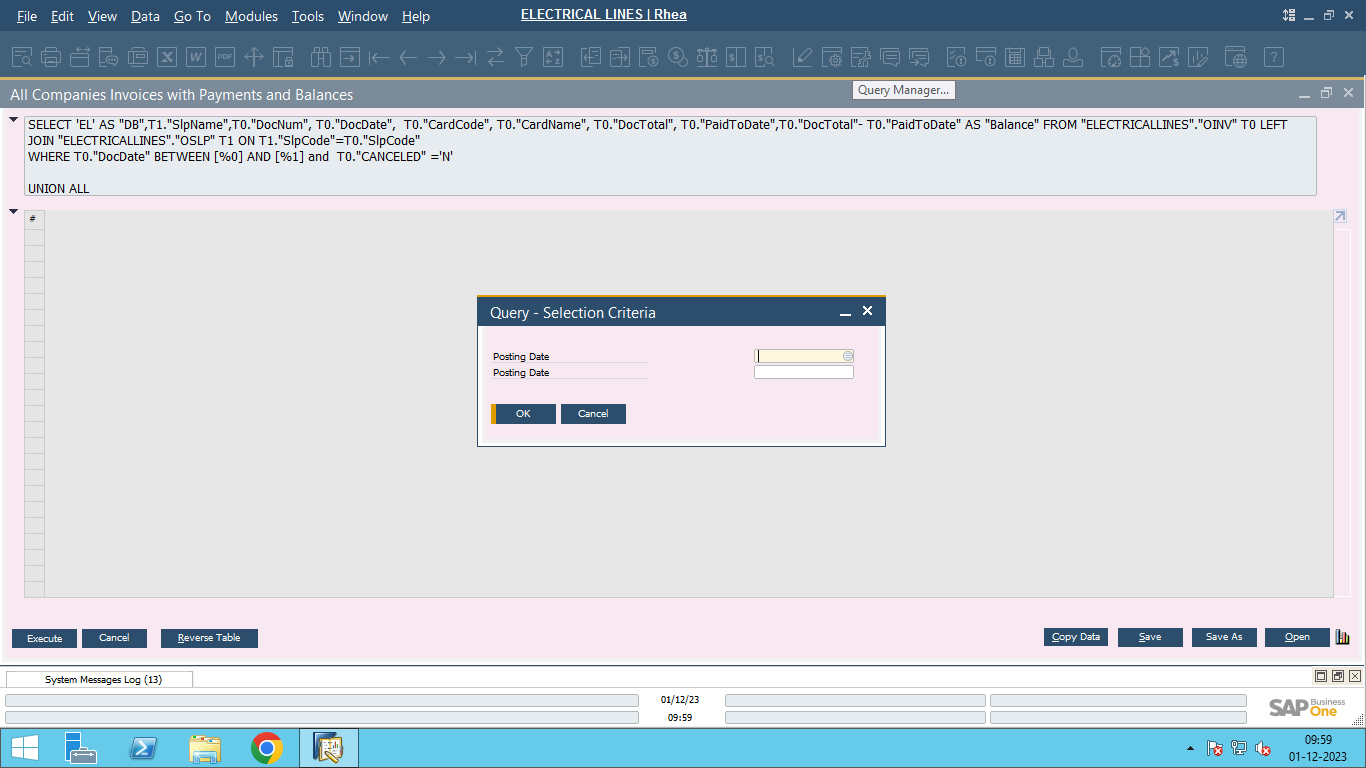 File Edit View Data Go To Modules Tools Window Help
ELECTRICAL LINES | Rhea
Query Manager...
All Companies Invoices with Payments and Balances
SELECT 'EL' AS "DB",T1."SlpName",T0."DocNum", T0."DocDate", T0."CardCode", T0."CardName", T0."DocTotal", T0."PaidToDate",T0."DocTotal"- T0."PaidToDate" AS "Balance" FROM "ELECTRICALLINES"."OINV" T0 LEFT
JOIN "ELECTRICALLINES"."OSLP" T1 ON T1."SlpCode"=T0."SlpCode"
WHERE T0."DocDate" BETWEEN [%0] AND [%1] and T0."CANCELED" ='N'
UNION ALL
#
Query - Selection Criteria
Posting Date
Posting Date
OK Cancel
Execute Cancel Reverse Table Copy Data Save Save As Open
System Messages Log (13)
01/12/23
09:59
SAP Business One
09:59
01-12-2023